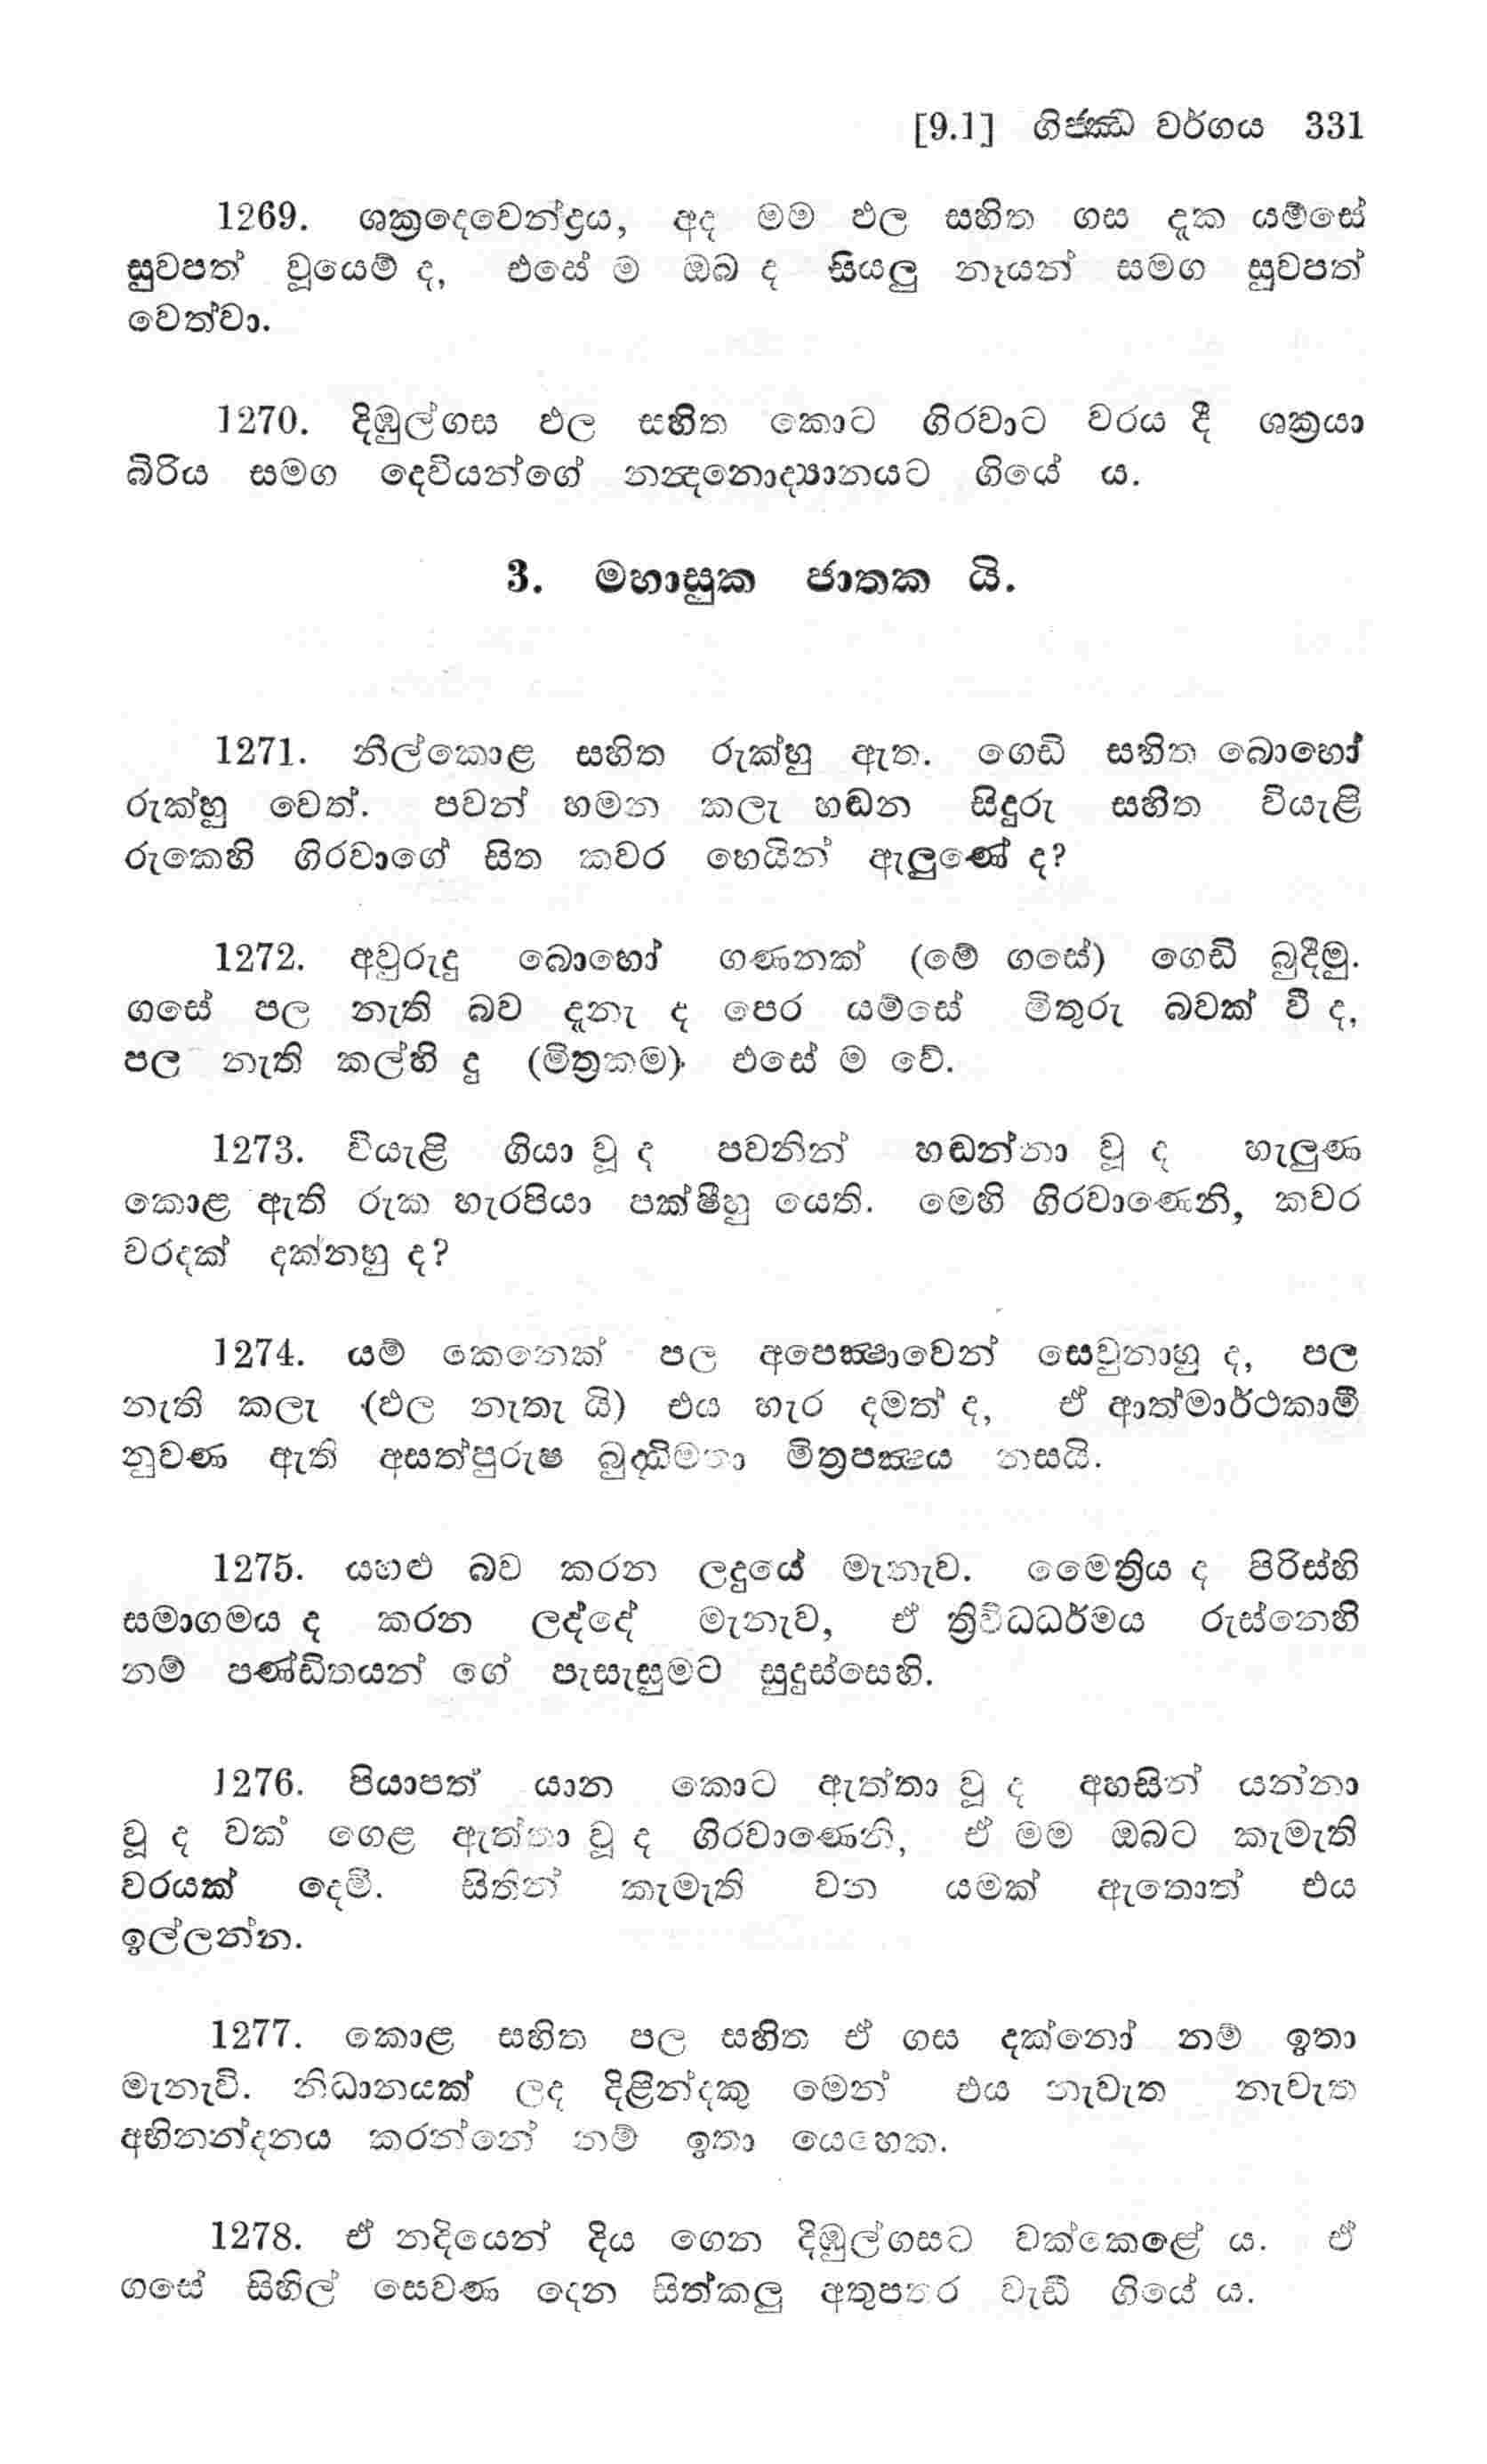 [9.1] ගිජ්ඣ වර්ගය 331
1269. ශක්‍රදෙවෙන්ද්‍රය, අද මම ඵල සහිත ගස දැක යම්සේ
සුවපත් වූයෙම් ද, එසේ ම ඔබ ද සියලු නෑයන් සමග සුවපත්
වෙත්වා.
1270. දිඹුල්ගස ඵල සහිත කොට ගිරවාට වරය දී ශක්‍රයා
බිරිය සමග දෙවියන්ගේ නන්‍දනොද්‍යානයට ගියේ ය.
3. මහාසුක ජාතක යි.
1271. නිල්කොළ සහිත රුක්හු ඇත. ගෙඩි සහිත බොහෝ
රුක්හු වෙත්. පවන් හමන කලැ හඬන සිදුරු සහිත වියැළි
රුකෙහි ගිරවාගේ සිත කවර හෙයින් ඇලුණේ ද?
1272. අවුරුදු බොහෝ ගණනක් (මේ ගසේ) ගෙඩි බුදීමු.
ගසේ පල නැති බව දැනැ ද පෙර යම්සේ මිතුරු බවක් වී ද,
පල නැති කල්හි දු (මිත්‍රකම) එසේ ම වේ.
1273. වියැළි ගියා වූ ද පවනින් හඬන්නා වූ ද හැලුණ
කොළ ඇති රුක හැරපියා පක්ෂීහු යෙති. මෙහි ගිරවාණෙනි, කවර
වරදක් දක්නහු ද?
1274. යම් කෙනෙක් පල අපෙක්‍ෂාවෙන් සෙවුනාහු ද, පල
නැති කලැ (ඵල නැතැ යි) එය හැර දමත් ද, ඒ ආත්මාර්ථකාමී
නුවණ ඇති අසත්පුරුෂ බුද්‍ධිමතා මිත්‍රපක්‍ෂය නසයි.
1275. යහළු බව කරන ලදුයේ මැනැව. මෛත්‍රිය ද පිරිස්හි
සමාගමය ද කරන ලද්දේ මැනැව, ඒ ත්‍රිවිධධර්මය රුස්නෙහි
නම් පණ්ඩිතයන් ගේ පැසැසුමට සුදුස්සෙහි.
1276. පියාපත් යාන කොට ඇත්තා වූ ද අහසින් යන්නා
වූ ද වක් ගෙළ ඇත්තා වූ ද ගිරවාණෙනි, ඒ මම ඔබට කැමැති
වරයක් දෙමි. සිතින් කැමැති වන යමක් ඇතොත් එය
ඉල්ලන්න.
1277. කොළ සහිත පල සහිත ඒ ගස දක්නෝ නම් ඉතා
මැනැවි. නිධානයක් ලද දිළින්දකු මෙන් එය නැවැත නැවැත
අභිනන්දනය කරන්නේ නම් ඉතා යෙහෙක.
1278. ඒ නදියෙන් දිය ගෙන දිඹුල්ගසට වක්කෙළේ ය. ඒ
ගසේ සිහිල් සෙවණ දෙන සිත්කලු අතුපතර වැඩී ගියේ ය.